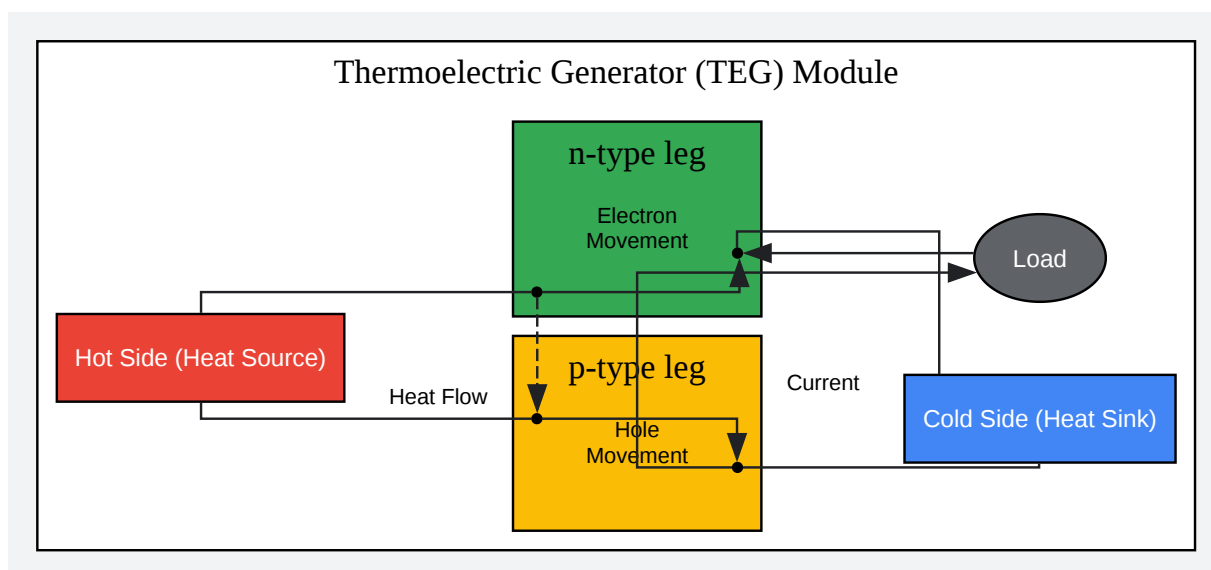 Thermoelectric Generator (TEG) Module
n-type leg
Electron
Movement
Load
Hot Side (Heat Source)
p-type leg
Heat Flow
Current
Cold Side (Heat Sink)
Hole
Movement